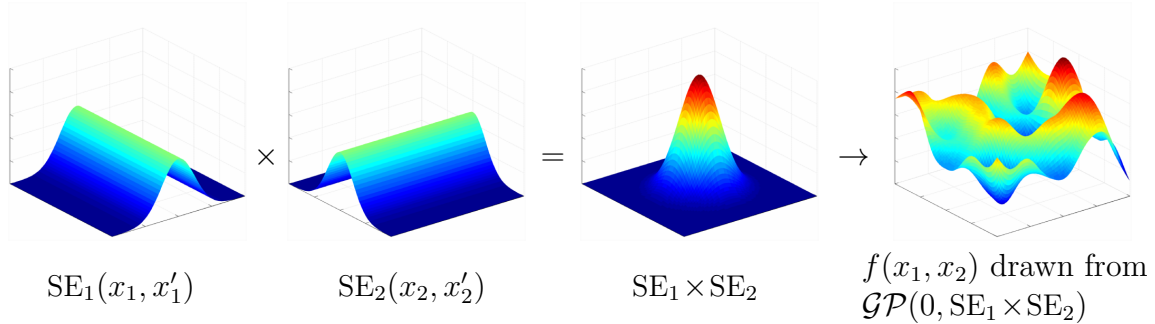 × = →
SE₁(x₁, x′₁) SE₂(x₂, x′₂) SE₁×SE₂ f(x₁, x₂) drawn from
𝒢𝒫(0, SE₁×SE₂)